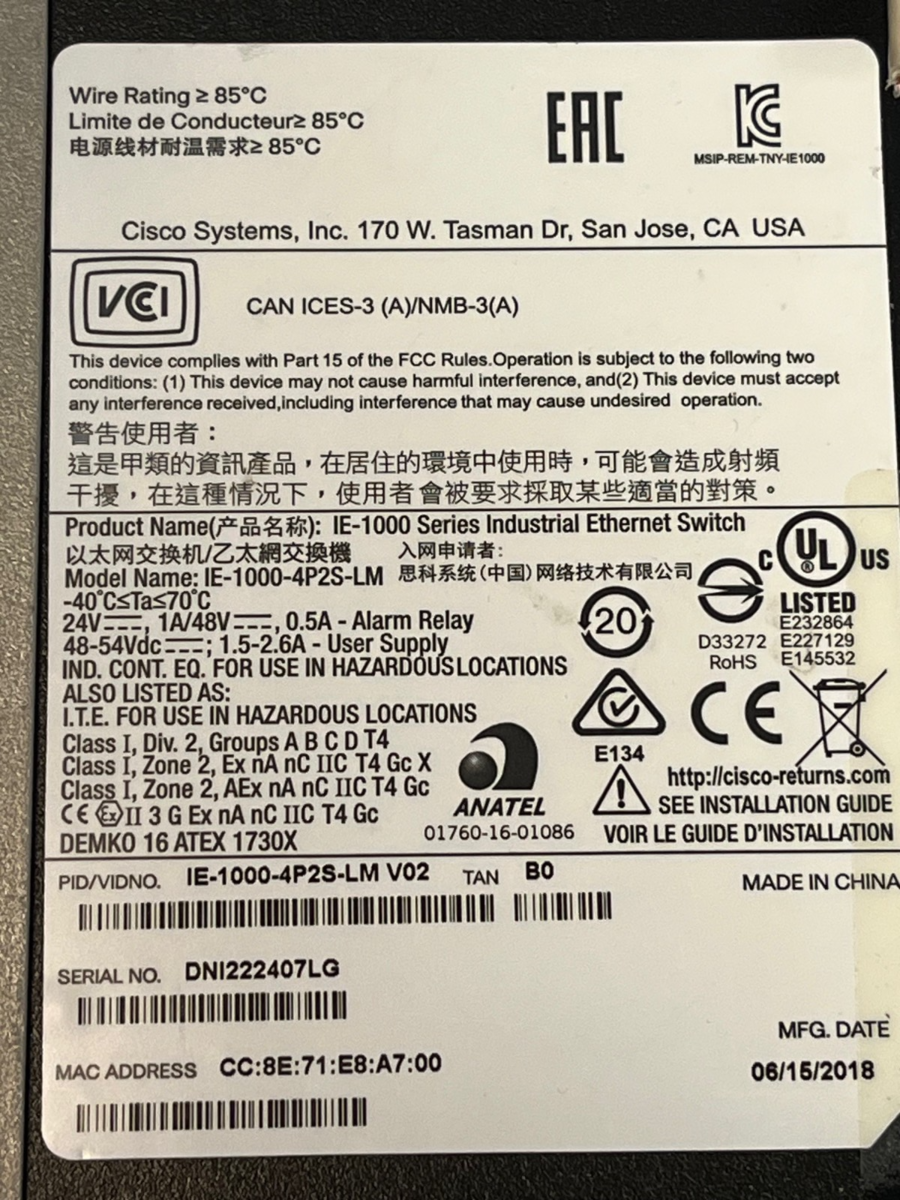 Wire Rating ≥ 85°C
Limite de Conducteur≥ 85°C
电源线材耐温需求≥ 85°C
EAC
KC
MSIP-REM-TNY-IE1000
Cisco Systems, Inc. 170 W. Tasman Dr, San Jose, CA USA
VCCI
CAN ICES-3 (A)/NMB-3(A)
This device complies with Part 15 of the FCC Rules.Operation is subject to the following two
conditions: (1) This device may not cause harmful interference, and(2) This device must accept
any interference received,including interference that may cause undesired operation.
警告使用者：
這是甲類的資訊產品，在居住的環境中使用時，可能會造成射頻
干擾，在這種情況下，使用者會被要求採取某些適當的對策。
Product Name(产品名称): IE-1000 Series Industrial Ethernet Switch
以太网交换机/乙太網交換機
入网申请者:
Model Name: IE-1000-4P2S-LM
思科系统(中国)网络技术有限公司
-40°C≤Ta≤70°C
24V⎓, 1A/48V⎓, 0.5A - Alarm Relay
48-54Vdc⎓; 1.5-2.6A - User Supply
IND. CONT. EQ. FOR USE IN HAZARDOUS LOCATIONS
ALSO LISTED AS:
I.T.E. FOR USE IN HAZARDOUS LOCATIONS
Class I, Div. 2, Groups A B C D T4
Class I, Zone 2, Ex nA nC IIC T4 Gc X
Class I, Zone 2, AEx nA nC IIC T4 Gc
CE Ex II 3 G Ex nA nC IIC T4 Gc
DEMKO 16 ATEX 1730X
20
D33272
RoHS
C UL® US
LISTED
E232864
E227129
E145532
E134
CE
ANATEL
01760-16-01086
http://cisco-returns.com
! SEE INSTALLATION GUIDE
VOIR LE GUIDE D'INSTALLATION
PID/VIDNO. IE-1000-4P2S-LM V02 TAN B0
MADE IN CHINA
SERIAL NO. DNI222407LG
MFG. DATE
MAC ADDRESS CC:8E:71:E8:A7:00
06/15/2018